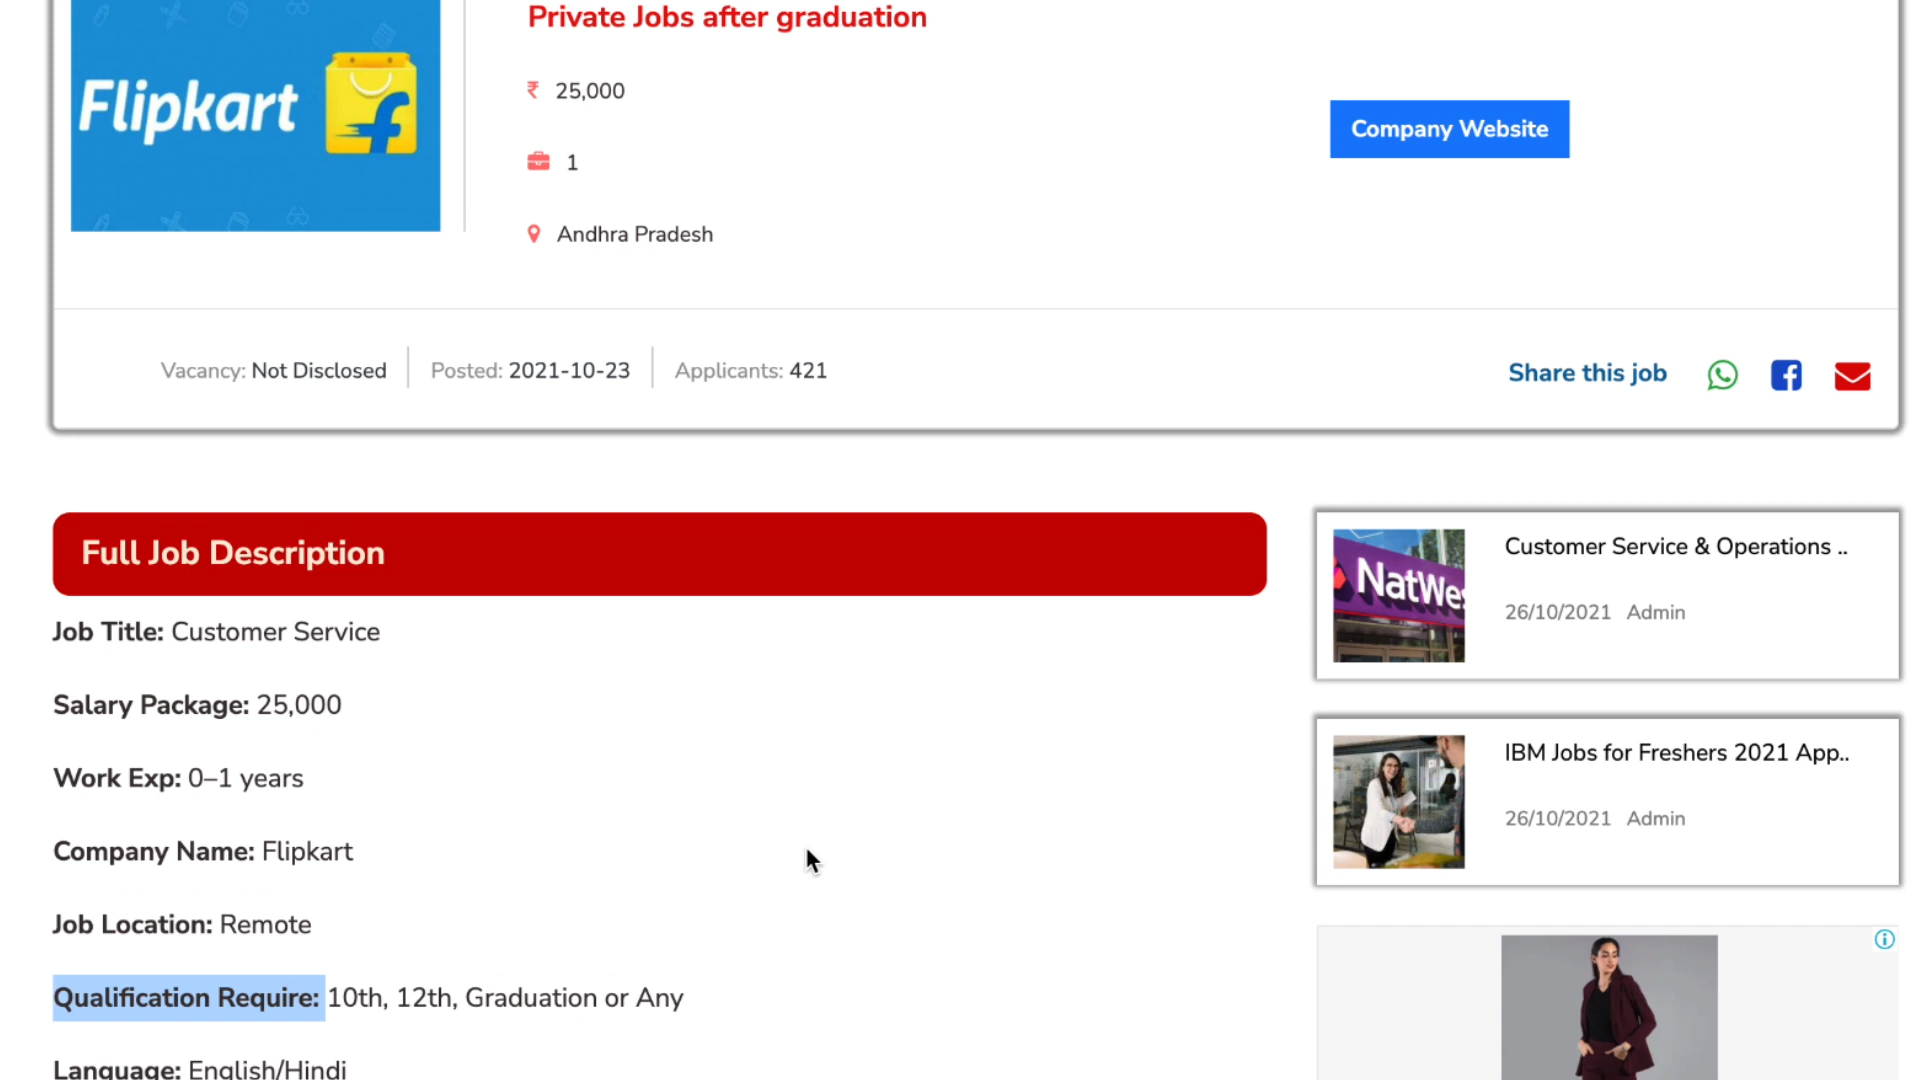 Private Jobs after graduation
Flipkart
₹ 25,000
1
Andhra Pradesh
Company Website
Vacancy: Not Disclosed
Posted: 2021-10-23
Applicants: 421
Share this job
Full Job Description
Job Title: Customer Service
Salary Package: 25,000
Work Exp: 0–1 years
Company Name: Flipkart
Job Location: Remote
Qualification Require: 10th, 12th, Graduation or Any
Language: English/Hindi
NatWes
Customer Service & Operations ..
26/10/2021 Admin
IBM Jobs for Freshers 2021 App..
26/10/2021 Admin